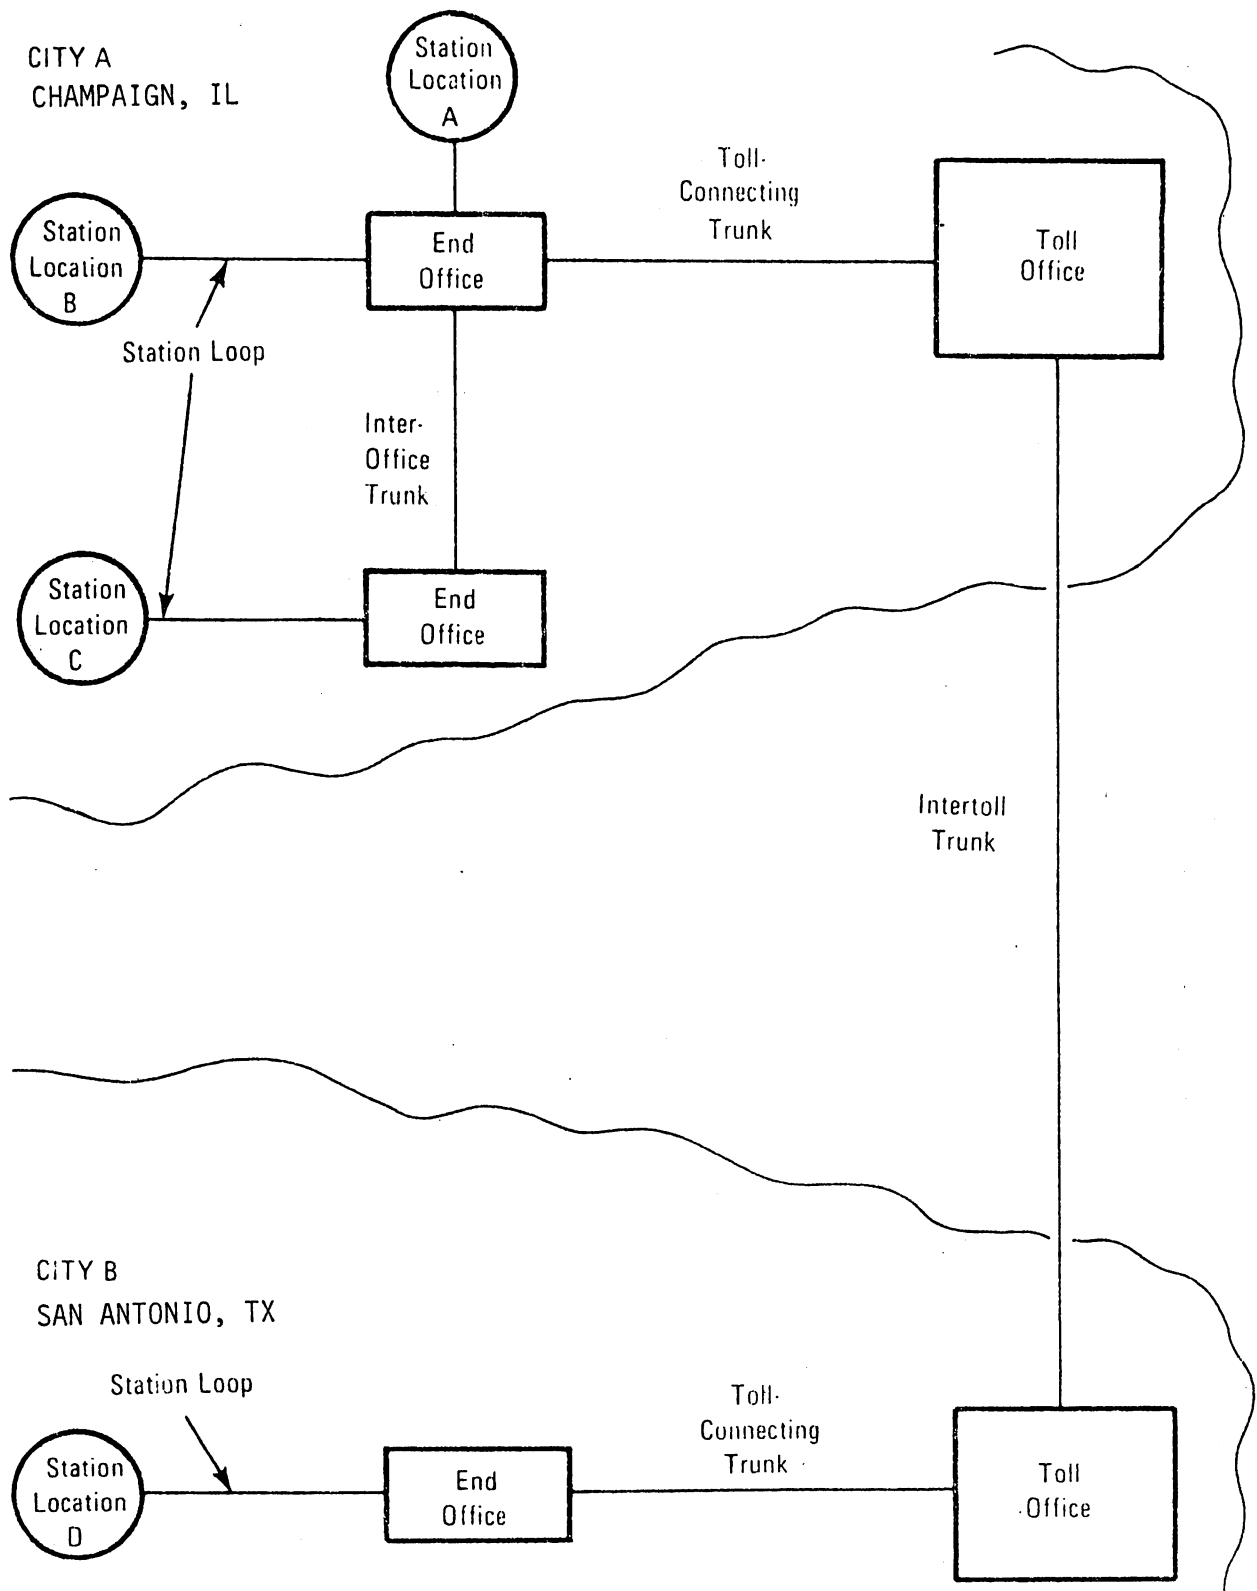 CITY A
CHAMPAIGN, IL
Station
Location
A
Toll-
Connecting
Trunk
Station
Location
B
End
Office
Toll
Office
Station Loop
Inter-
Office
Trunk
Station
Location
C
End
Office
Intertoll
Trunk
CITY B
SAN ANTONIO, TX
Station Loop
Toll-
Connecting
Trunk
Station
Location
D
End
Office
Toll
Office